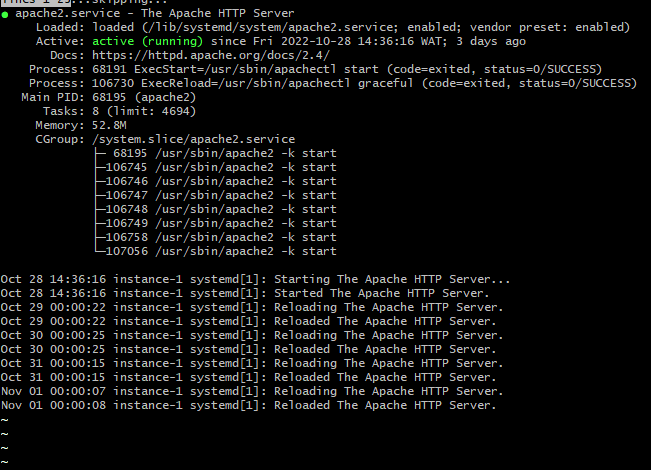 lines 1-23...skipping...
● apache2.service - The Apache HTTP Server
     Loaded: loaded (/lib/systemd/system/apache2.service; enabled; vendor preset: enabled)
     Active: active (running) since Fri 2022-10-28 14:36:16 WAT; 3 days ago
       Docs: https://httpd.apache.org/docs/2.4/
    Process: 68191 ExecStart=/usr/sbin/apachectl start (code=exited, status=0/SUCCESS)
    Process: 106730 ExecReload=/usr/sbin/apachectl graceful (code=exited, status=0/SUCCESS)
   Main PID: 68195 (apache2)
      Tasks: 8 (limit: 4694)
     Memory: 52.8M
     CGroup: /system.slice/apache2.service
             ├─ 68195 /usr/sbin/apache2 -k start
             ├─106745 /usr/sbin/apache2 -k start
             ├─106746 /usr/sbin/apache2 -k start
             ├─106747 /usr/sbin/apache2 -k start
             ├─106748 /usr/sbin/apache2 -k start
             ├─106749 /usr/sbin/apache2 -k start
             ├─106758 /usr/sbin/apache2 -k start
             └─107056 /usr/sbin/apache2 -k start
Oct 28 14:36:16 instance-1 systemd[1]: Starting The Apache HTTP Server...
Oct 28 14:36:16 instance-1 systemd[1]: Started The Apache HTTP Server.
Oct 29 00:00:22 instance-1 systemd[1]: Reloading The Apache HTTP Server.
Oct 29 00:00:22 instance-1 systemd[1]: Reloaded The Apache HTTP Server.
Oct 30 00:00:25 instance-1 systemd[1]: Reloading The Apache HTTP Server.
Oct 30 00:00:25 instance-1 systemd[1]: Reloaded The Apache HTTP Server.
Oct 31 00:00:15 instance-1 systemd[1]: Reloading The Apache HTTP Server.
Oct 31 00:00:15 instance-1 systemd[1]: Reloaded The Apache HTTP Server.
Nov 01 00:00:07 instance-1 systemd[1]: Reloading The Apache HTTP Server.
Nov 01 00:00:08 instance-1 systemd[1]: Reloaded The Apache HTTP Server.
~
~
~
~